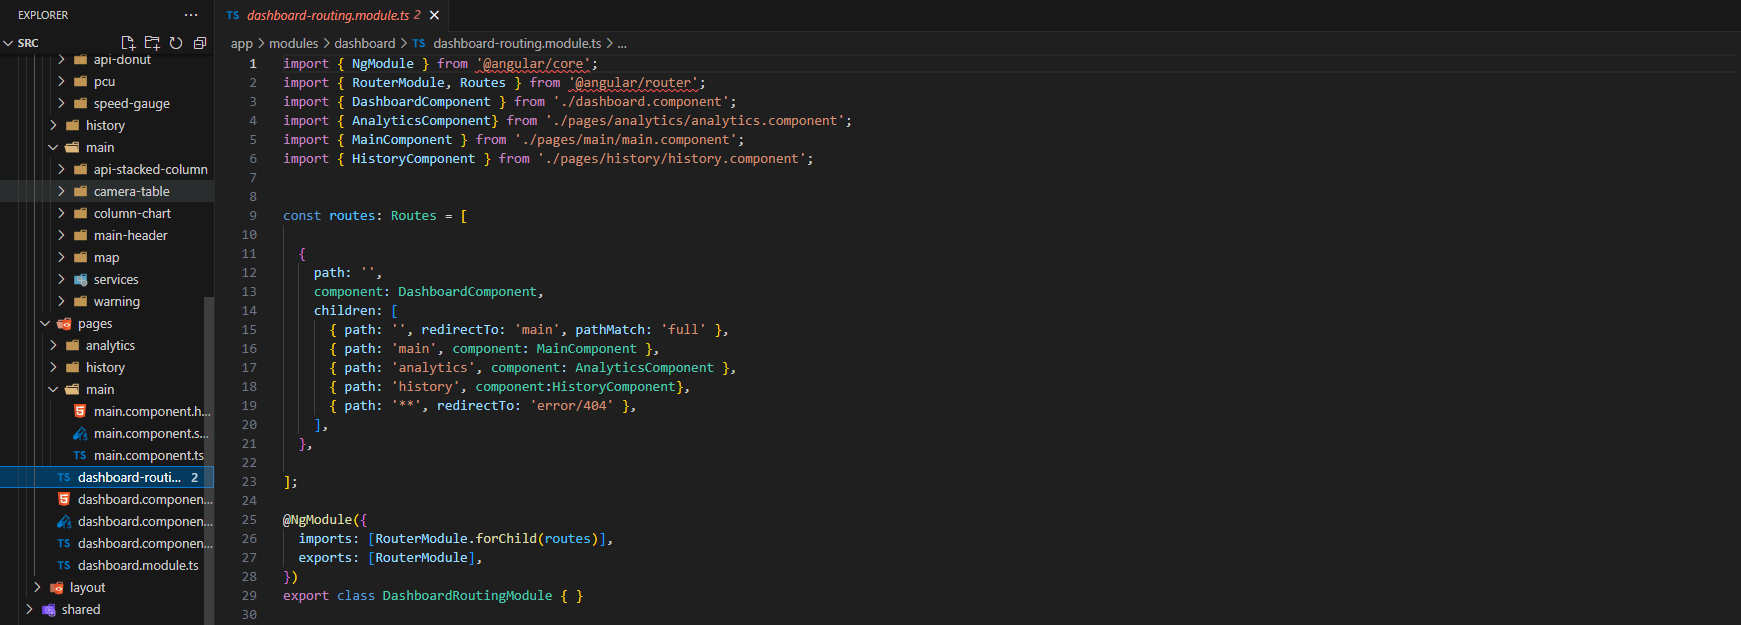 EXPLORER
SRC
api-donut
pcu
speed-gauge
history
main
api-stacked-column
camera-table
column-chart
main-header
map
services
warning
pages
analytics
history
main
main.component.h...
main.component.s...
TS main.component.ts
TS dashboard-routi... 2
dashboard.componen...
dashboard.componen...
TS dashboard.componen...
TS dashboard.module.ts
layout
shared
TS dashboard-routing.module.ts 2
app > modules > dashboard > TS dashboard-routing.module.ts > ...
1 import { NgModule } from '@angular/core';
2 import { RouterModule, Routes } from '@angular/router';
3 import { DashboardComponent } from './dashboard.component';
4 import { AnalyticsComponent} from './pages/analytics/analytics.component';
5 import { MainComponent } from './pages/main/main.component';
6 import { HistoryComponent } from './pages/history/history.component';
7
8
9 const routes: Routes = [
10
11 {
12 path: '',
13 component: DashboardComponent,
14 children: [
15 { path: '', redirectTo: 'main', pathMatch: 'full' },
16 { path: 'main', component: MainComponent },
17 { path: 'analytics', component: AnalyticsComponent },
18 { path: 'history', component:HistoryComponent},
19 { path: '**', redirectTo: 'error/404' },
20 ],
21 },
22
23 ];
24
25 @NgModule({
26 imports: [RouterModule.forChild(routes)],
27 exports: [RouterModule],
28 })
29 export class DashboardRoutingModule { }
30